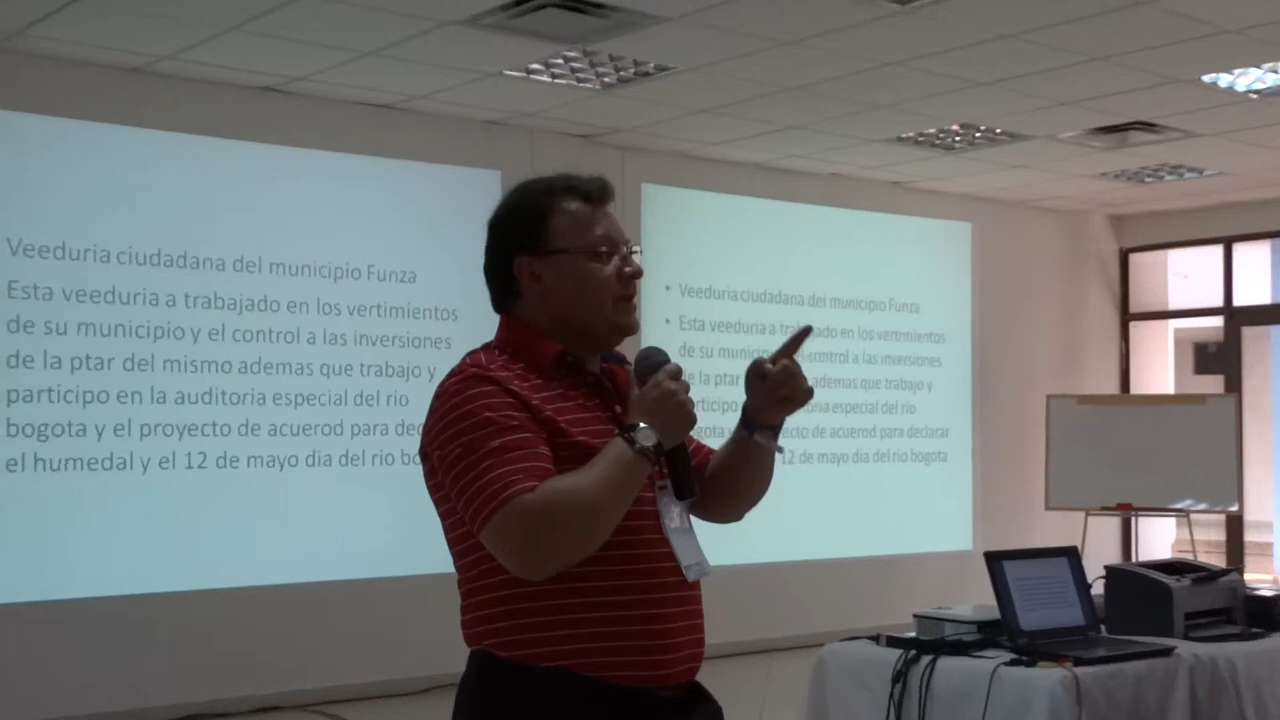 Veeduria ciudadana del municipio Funza
Esta veeduria a trabajado en los vertimientos
de su municipio y el control a las inversiones
de la ptar del mismo ademas que trabajo y
participo en la auditoria especial del rio
bogota y el proyecto de acuerod para
el humedal y el 12 de mayo dia del rio
• Veeduria ciudadana del municipio Funza
• Esta veeduria a trabajado en los vertimientos
de su municipio el control a las inversiones
de la ptar ademas que trabajo y
participo especial del rio
de acuerod para declarar
12 de mayo dia del rio bogota